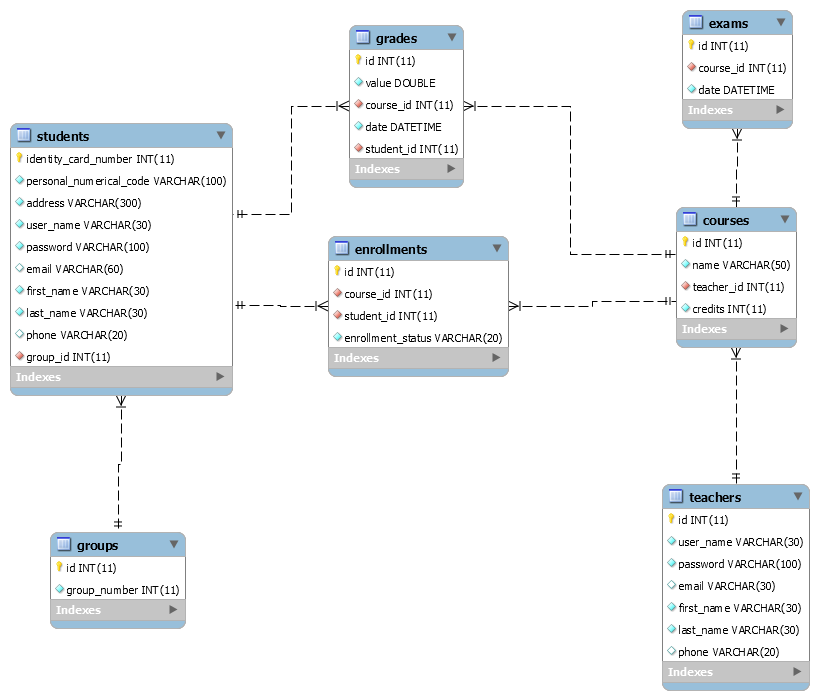 grades
id INT(11)
value DOUBLE
course_id INT(11)
date DATETIME
student_id INT(11)
Indexes
exams
id INT(11)
course_id INT(11)
date DATETIME
Indexes
students
identity_card_number INT(11)
personal_numerical_code VARCHAR(100)
address VARCHAR(300)
user_name VARCHAR(30)
password VARCHAR(100)
email VARCHAR(60)
first_name VARCHAR(30)
last_name VARCHAR(30)
phone VARCHAR(20)
group_id INT(11)
Indexes
enrollments
id INT(11)
course_id INT(11)
student_id INT(11)
enrollment_status VARCHAR(20)
Indexes
courses
id INT(11)
name VARCHAR(50)
teacher_id INT(11)
credits INT(11)
Indexes
groups
id INT(11)
group_number INT(11)
Indexes
teachers
id INT(11)
user_name VARCHAR(30)
password VARCHAR(100)
email VARCHAR(30)
first_name VARCHAR(30)
last_name VARCHAR(30)
phone VARCHAR(20)
Indexes